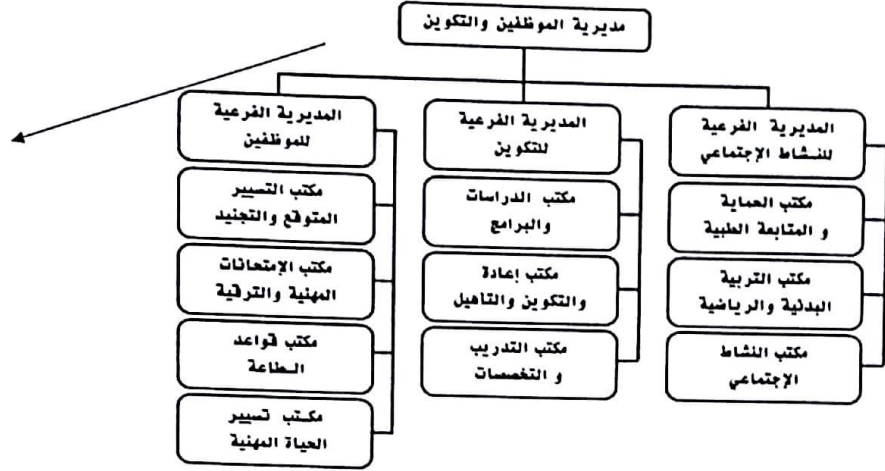 مديرية الموظفين والتكوين
المديرية الفرعية
للنشاط الإجتماعي
مكتب الحماية
و المتابعة الطبية
مكتب التربية
البدنية والرياضية
مكتب النشاط
الإجتماعي
المديرية الفرعية
للتكوين
مكتب الدراسات
والبرامج
مكتب إعادة
والتكوين والتاهيل
مكتب التدريب
و التخصصات
المديرية الفرعية
للموظفين
مكتب التسيير
المتوقع والتجنيد
مكتب الإمتحانات
المهنية والترقية
مكتب قواعد
مكتب تسيير
الحياة المهنية